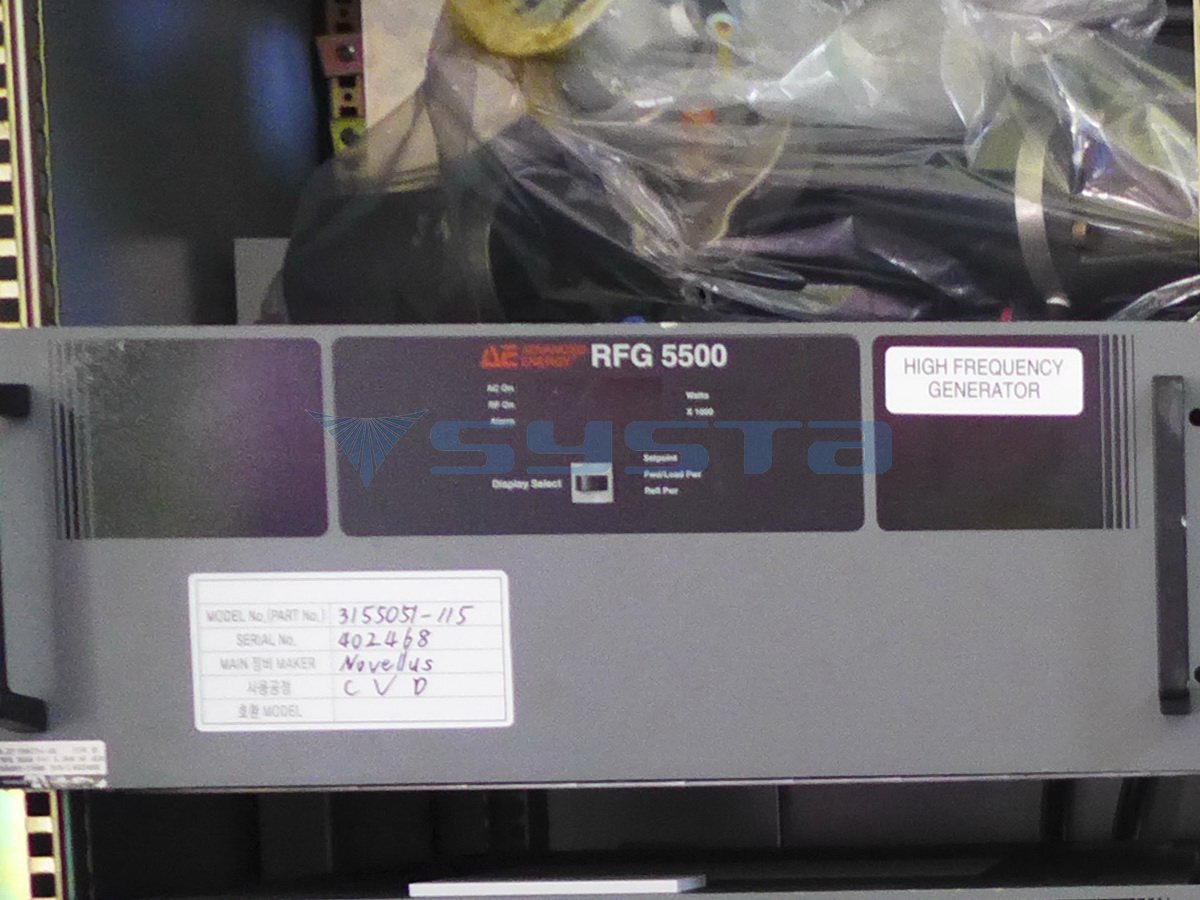 AE ADVANCED ENERGY RFG 5500
HIGH FREQUENCY
GENERATOR
AC On
RF On
Alarm
Watts
X 1000
systa
Display Select
Setpoint
Fwd/Load Pwr
Refl Pwr
MODEL No.(PART No.) 3155051-115
SERIAL No. 402468
MAIN 장비 MAKER Novellus
사용공정 CVD
호환 MODEL